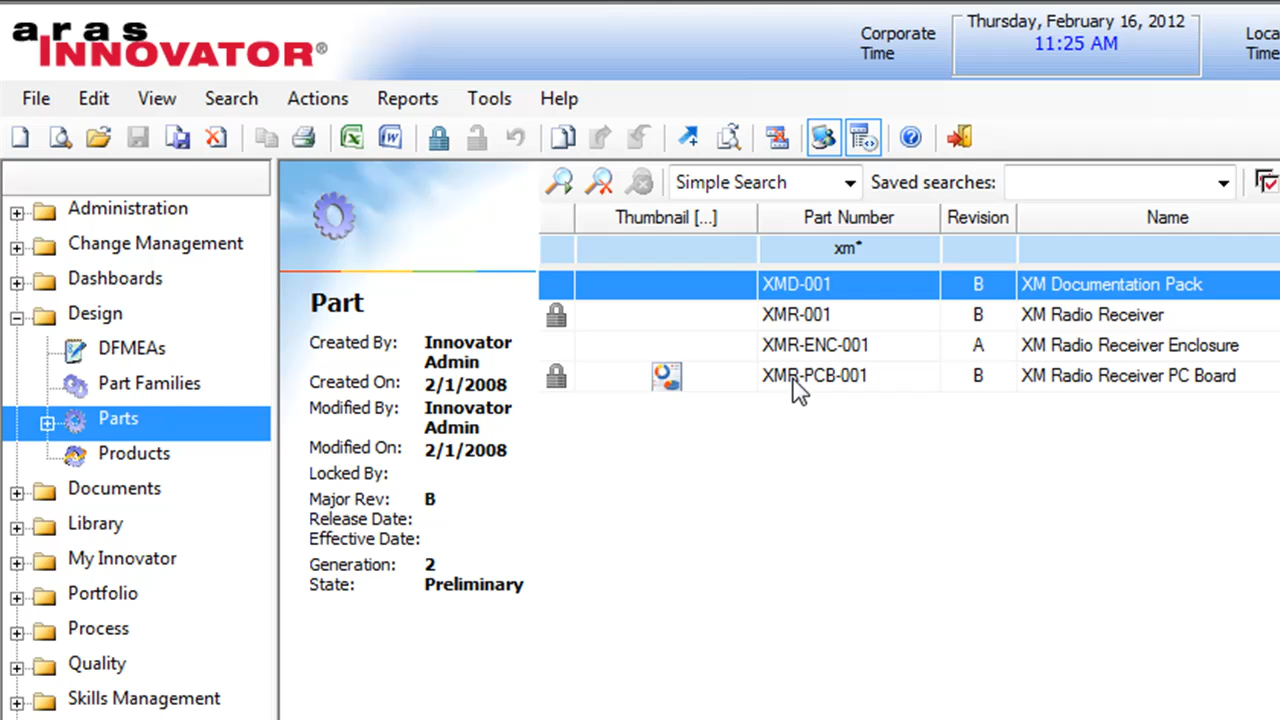 aras
INNOVATOR®
Corporate
Time
Thursday, February 16, 2012
11:25 AM
Loca
Time
File Edit View Search Actions Reports Tools Help
Simple Search Saved searches:
Administration
Change Management
Dashboards
Design
DFMEAs
Part Families
Parts
Products
Documents
Library
My Innovator
Portfolio
Process
Quality
Skills Management
Part
Created By: Innovator
Admin
Created On: 2/1/2008
Modified By: Innovator
Admin
Modified On: 2/1/2008
Locked By:
Major Rev: B
Release Date:
Effective Date:
Generation: 2
State: Preliminary
Thumbnail [...] Part Number Revision Name
xm*
XMD-001 B XM Documentation Pack
XMR-001 B XM Radio Receiver
XMR-ENC-001 A XM Radio Receiver Enclosure
XMR-PCB-001 B XM Radio Receiver PC Board